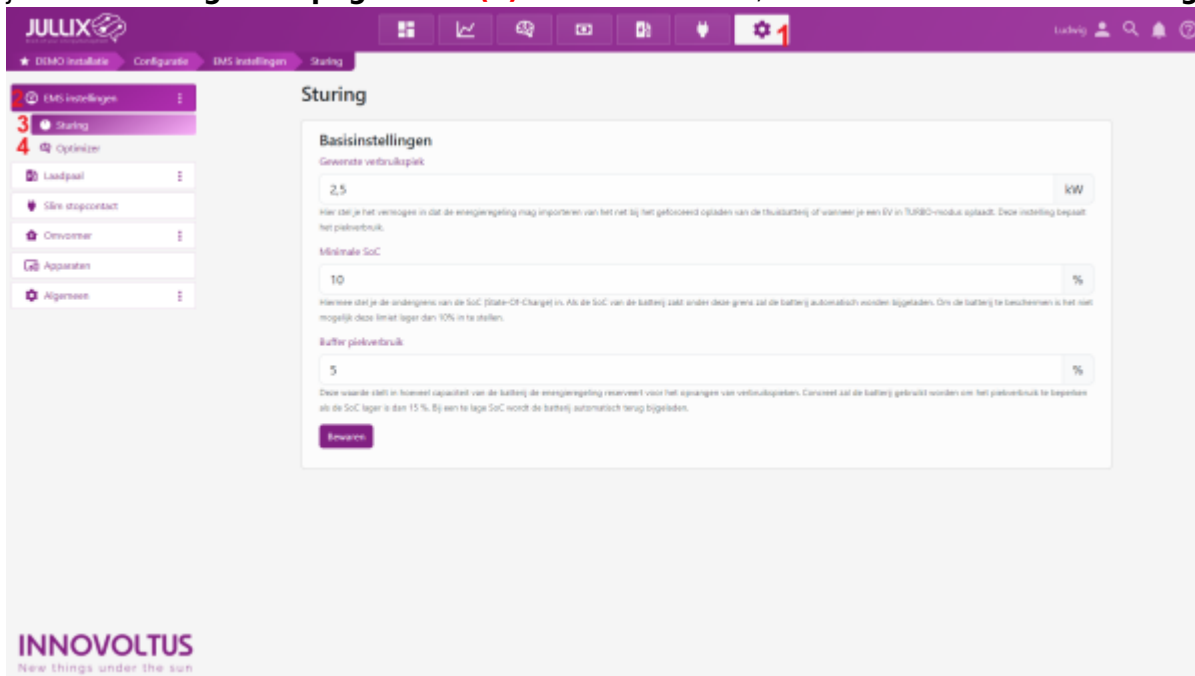 JULLIX
1
Ludwig
DEMO Installatie
Configuratie
EMS instellingen
Sturing
2 EMS instellingen
3 Sturing
4 Optimizer
Laadpaal
Slim stopcontact
Omvormer
Apparaten
Algemeen
Sturing
Basisinstellingen
Gewenste verbruikspiek
2,5 kW
Hier stel je het vermogen in dat de energieregeling mag importeren van het net bij het geforceerd opladen van de thuisbatterij of wanneer je een EV in TURBO-modus oplaadt. Deze instelling bepaalt
het piekverbruik.
Minimale SoC
10 %
Hiermee stel je de ondergrens van de SoC (State-Of-Charge) in. Als de SoC van de batterij zakt onder deze grens zal de batterij automatisch worden bijgeladen. Om de batterij te beschermen is het niet
mogelijk deze limiet lager dan 10% in te stellen.
Buffer piekverbruik
5 %
Deze waarde stelt in hoeveel capaciteit van de batterij de energieregeling reserveert voor het opvangen van verbruikspieken. Concreet zal de batterij gebruikt worden om het piekverbruik te beperken
als de SoC lager is dan 15 %. Bij een te lage SoC wordt de batterij automatisch terug bijgeladen.
Bewaren
INNOVOLTUS
New things under the sun